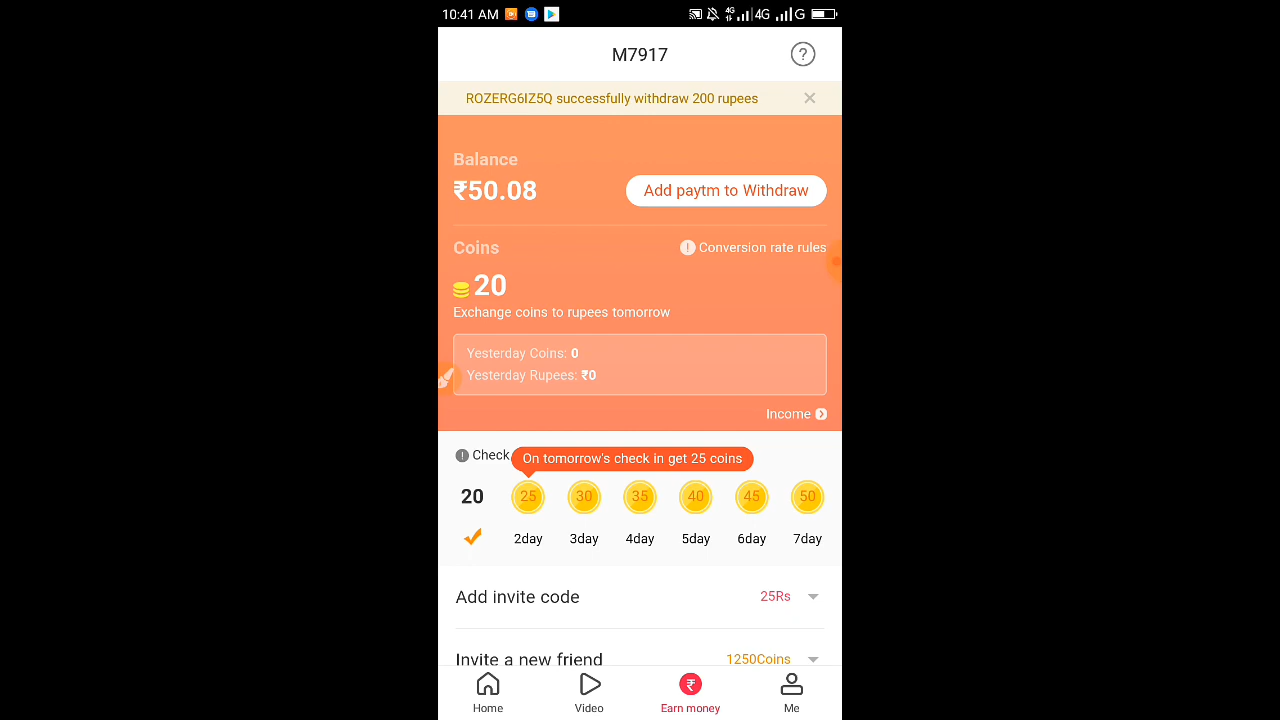 10:41 AM 4G 4G G
M7917
ROZERG6IZ5Q successfully withdraw 200 rupees
Balance
₹50.08 Add paytm to Withdraw
Coins Conversion rate rules
20
Exchange coins to rupees tomorrow
Yesterday Coins: 0
Yesterday Rupees: ₹0
Income
Check On tomorrow's check in get 25 coins
20 25 30 35 40 45 50
2day 3day 4day 5day 6day 7day
Add invite code 25Rs
Invite a new friend 1250Coins
Home Video Earn money Me